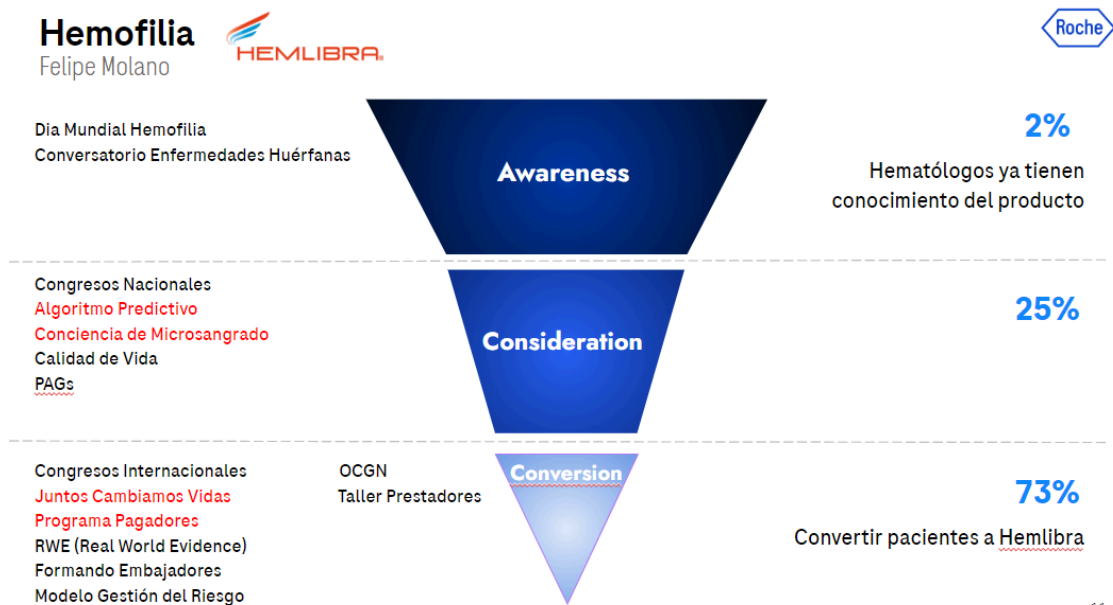 Hemofilia
HEMLIBRA®
Felipe Molano
Roche
Dia Mundial Hemofilia
Conversatorio Enfermedades Huérfanas
Awareness
2%
Hematólogos ya tienen
conocimiento del producto
Congresos Nacionales
Algoritmo Predictivo
Conciencia de Microsangrado
Calidad de Vida
PAGs
Consideration
25%
Congresos Internacionales
Juntos Cambiamos Vidas
Programa Pagadores
RWE (Real World Evidence)
Formando Embajadores
Modelo Gestión del Riesgo
OCGN
Taller Prestadores
Conversion
73%
Convertir pacientes a Hemlibra